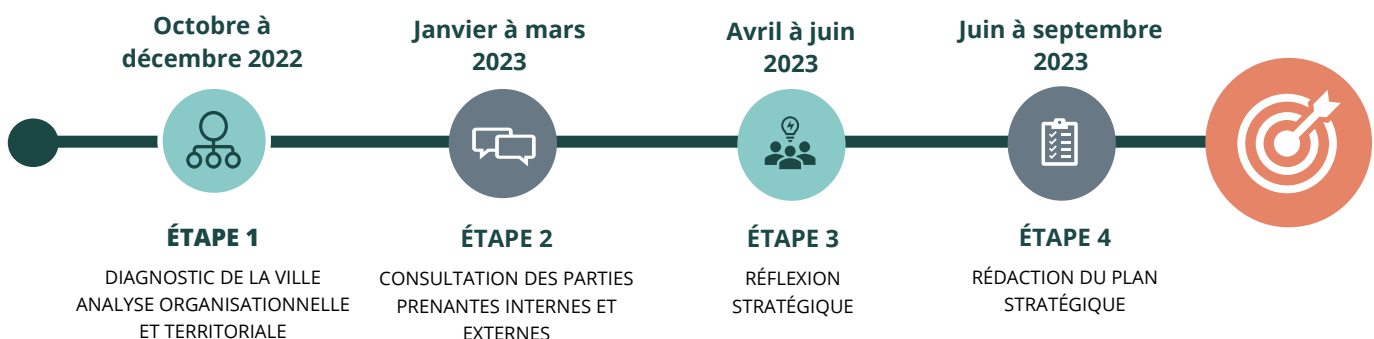 Octobre à
décembre 2022
Janvier à mars
2023
Avril à juin
2023
Juin à septembre
2023
ÉTAPE 1
DIAGNOSTIC DE LA VILLE
ANALYSE ORGANISATIONNELLE
ET TERRITORIALE
ÉTAPE 2
CONSULTATION DES PARTIES
PRENANTES INTERNES ET
EXTERNES
ÉTAPE 3
RÉFLEXION
STRATÉGIQUE
ÉTAPE 4
RÉDACTION DU PLAN
STRATÉGIQUE